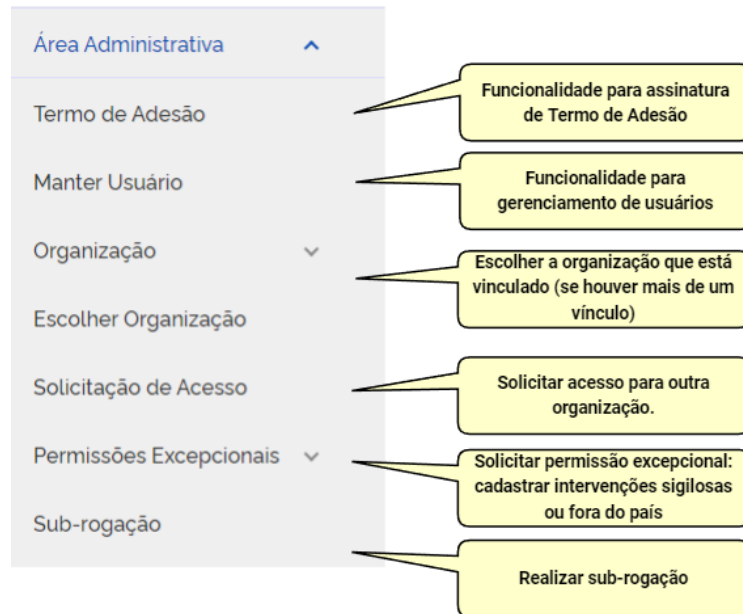 Área Administrativa
Termo de Adesão
Funcionalidade para assinatura
de Termo de Adesão
Manter Usuário
Funcionalidade para
gerenciamento de usuários
Organização
Escolher a organização que está
vinculado (se houver mais de um
vínculo)
Escolher Organização
Solicitação de Acesso
Solicitar acesso para outra
organização.
Permissões Excepcionais
Solicitar permissão excepcional:
cadastrar intervenções sigilosas
ou fora do país
Sub-rogação
Realizar sub-rogação